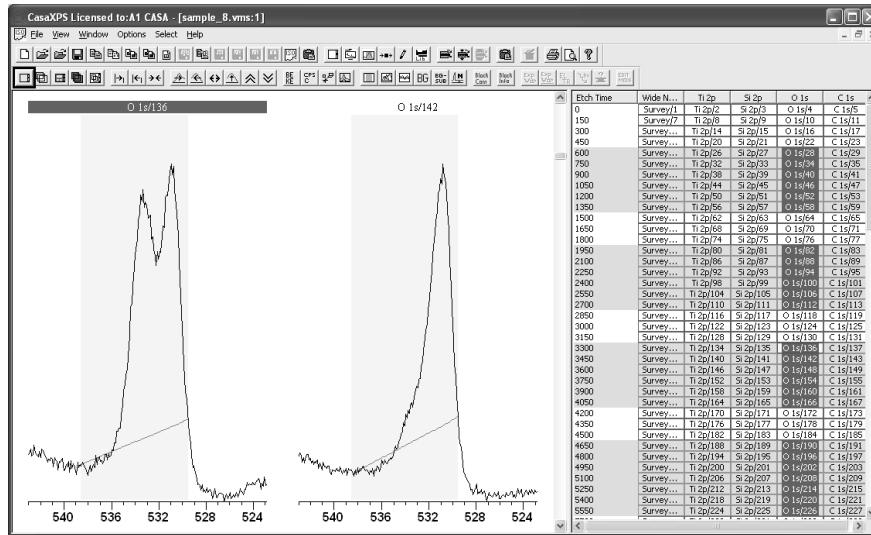 CasaXPS Licensed to:A1 CASA - [sample_8.vms:1]
File View Window Options Select Help
BE KE CPS C BG BG-SUB Block Com Block Info Exp Var Exp Var EDIT MODE
O 1s/136 O 1s/142
540 536 532 528 524 540 536 532 528 524
Etch Time Wide N... Ti 2p Si 2p O 1s C 1s
0 Survey/1 Ti 2p/2 Si 2p/3 O 1s/4 C 1s/5
150 Survey/7 Ti 2p/8 Si 2p/9 O 1s/10 C 1s/11
300 Survey... Ti 2p/14 Si 2p/15 O 1s/16 C 1s/17
450 Survey... Ti 2p/20 Si 2p/21 O 1s/22 C 1s/23
600 Survey... Ti 2p/26 Si 2p/27 O 1s/28 C 1s/29
750 Survey... Ti 2p/32 Si 2p/33 O 1s/34 C 1s/35
900 Survey... Ti 2p/38 Si 2p/39 O 1s/40 C 1s/41
1050 Survey... Ti 2p/44 Si 2p/45 O 1s/46 C 1s/47
1200 Survey... Ti 2p/50 Si 2p/51 O 1s/52 C 1s/53
1350 Survey... Ti 2p/56 Si 2p/57 O 1s/58 C 1s/59
1500 Survey... Ti 2p/62 Si 2p/63 O 1s/64 C 1s/65
1650 Survey... Ti 2p/68 Si 2p/69 O 1s/70 C 1s/71
1800 Survey... Ti 2p/74 Si 2p/75 O 1s/76 C 1s/77
1950 Survey... Ti 2p/80 Si 2p/81 O 1s/82 C 1s/83
2100 Survey... Ti 2p/86 Si 2p/87 O 1s/88 C 1s/89
2250 Survey... Ti 2p/92 Si 2p/93 O 1s/94 C 1s/95
2400 Survey... Ti 2p/98 Si 2p/99 O 1s/100 C 1s/101
2550 Survey... Ti 2p/104 Si 2p/105 O 1s/106 C 1s/107
2700 Survey... Ti 2p/110 Si 2p/111 O 1s/112 C 1s/113
2850 Survey... Ti 2p/116 Si 2p/117 O 1s/118 C 1s/119
3000 Survey... Ti 2p/122 Si 2p/123 O 1s/124 C 1s/125
3150 Survey... Ti 2p/128 Si 2p/129 O 1s/130 C 1s/131
3300 Survey... Ti 2p/134 Si 2p/135 O 1s/136 C 1s/137
3450 Survey... Ti 2p/140 Si 2p/141 O 1s/142 C 1s/143
3600 Survey... Ti 2p/146 Si 2p/147 O 1s/148 C 1s/149
3750 Survey... Ti 2p/152 Si 2p/153 O 1s/154 C 1s/155
3900 Survey... Ti 2p/158 Si 2p/159 O 1s/160 C 1s/161
4050 Survey... Ti 2p/164 Si 2p/165 O 1s/166 C 1s/167
4200 Survey... Ti 2p/170 Si 2p/171 O 1s/172 C 1s/173
4350 Survey... Ti 2p/176 Si 2p/177 O 1s/178 C 1s/179
4500 Survey... Ti 2p/182 Si 2p/183 O 1s/184 C 1s/185
4650 Survey... Ti 2p/188 Si 2p/189 O 1s/190 C 1s/191
4800 Survey... Ti 2p/194 Si 2p/195 O 1s/196 C 1s/197
4950 Survey... Ti 2p/200 Si 2p/201 O 1s/202 C 1s/203
5100 Survey... Ti 2p/206 Si 2p/207 O 1s/208 C 1s/209
5250 Survey... Ti 2p/212 Si 2p/213 O 1s/214 C 1s/215
5400 Survey... Ti 2p/218 Si 2p/219 O 1s/220 C 1s/221
5550 Survey... Ti 2p/224 Si 2p/225 O 1s/226 C 1s/227